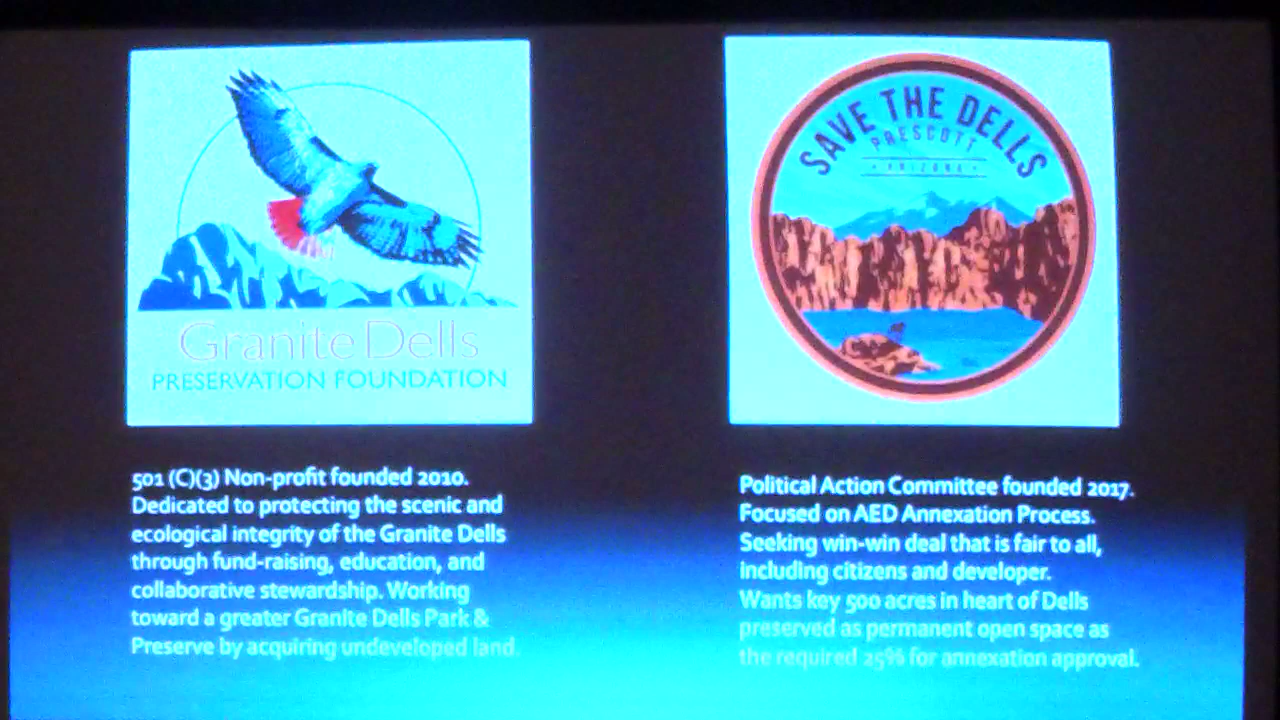 Granite Dells
PRESERVATION FOUNDATION
501 (C)(3) Non-profit founded 2010.
Dedicated to protecting the scenic and
ecological integrity of the Granite Dells
through fund-raising, education, and
collaborative stewardship. Working
toward a greater Granite Dells Park &
Preserve by acquiring undeveloped land.
SAVE THE DELLS
PRESCOTT
ARIZONA
Political Action Committee founded 2017.
Focused on AED Annexation Process.
Seeking win-win deal that is fair to all,
including citizens and developer.
Wants key 500 acres in heart of Dells
preserved as permanent open space as
the required 25% for annexation approval.